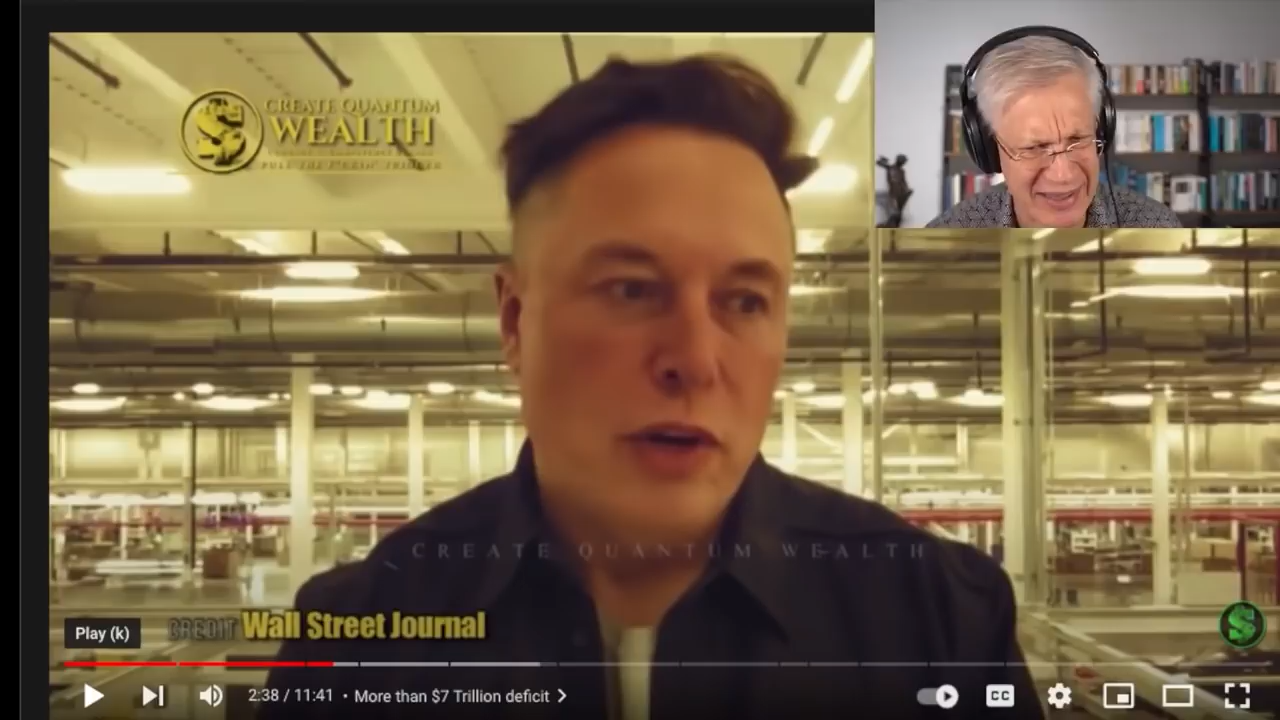 CREATE QUANTUM
WEALTH
CREATE QUANTUM WEALTH
Play (k)
CREDIT Wall Street Journal
2:38 / 11:41 • More than $7 Trillion deficit
CC